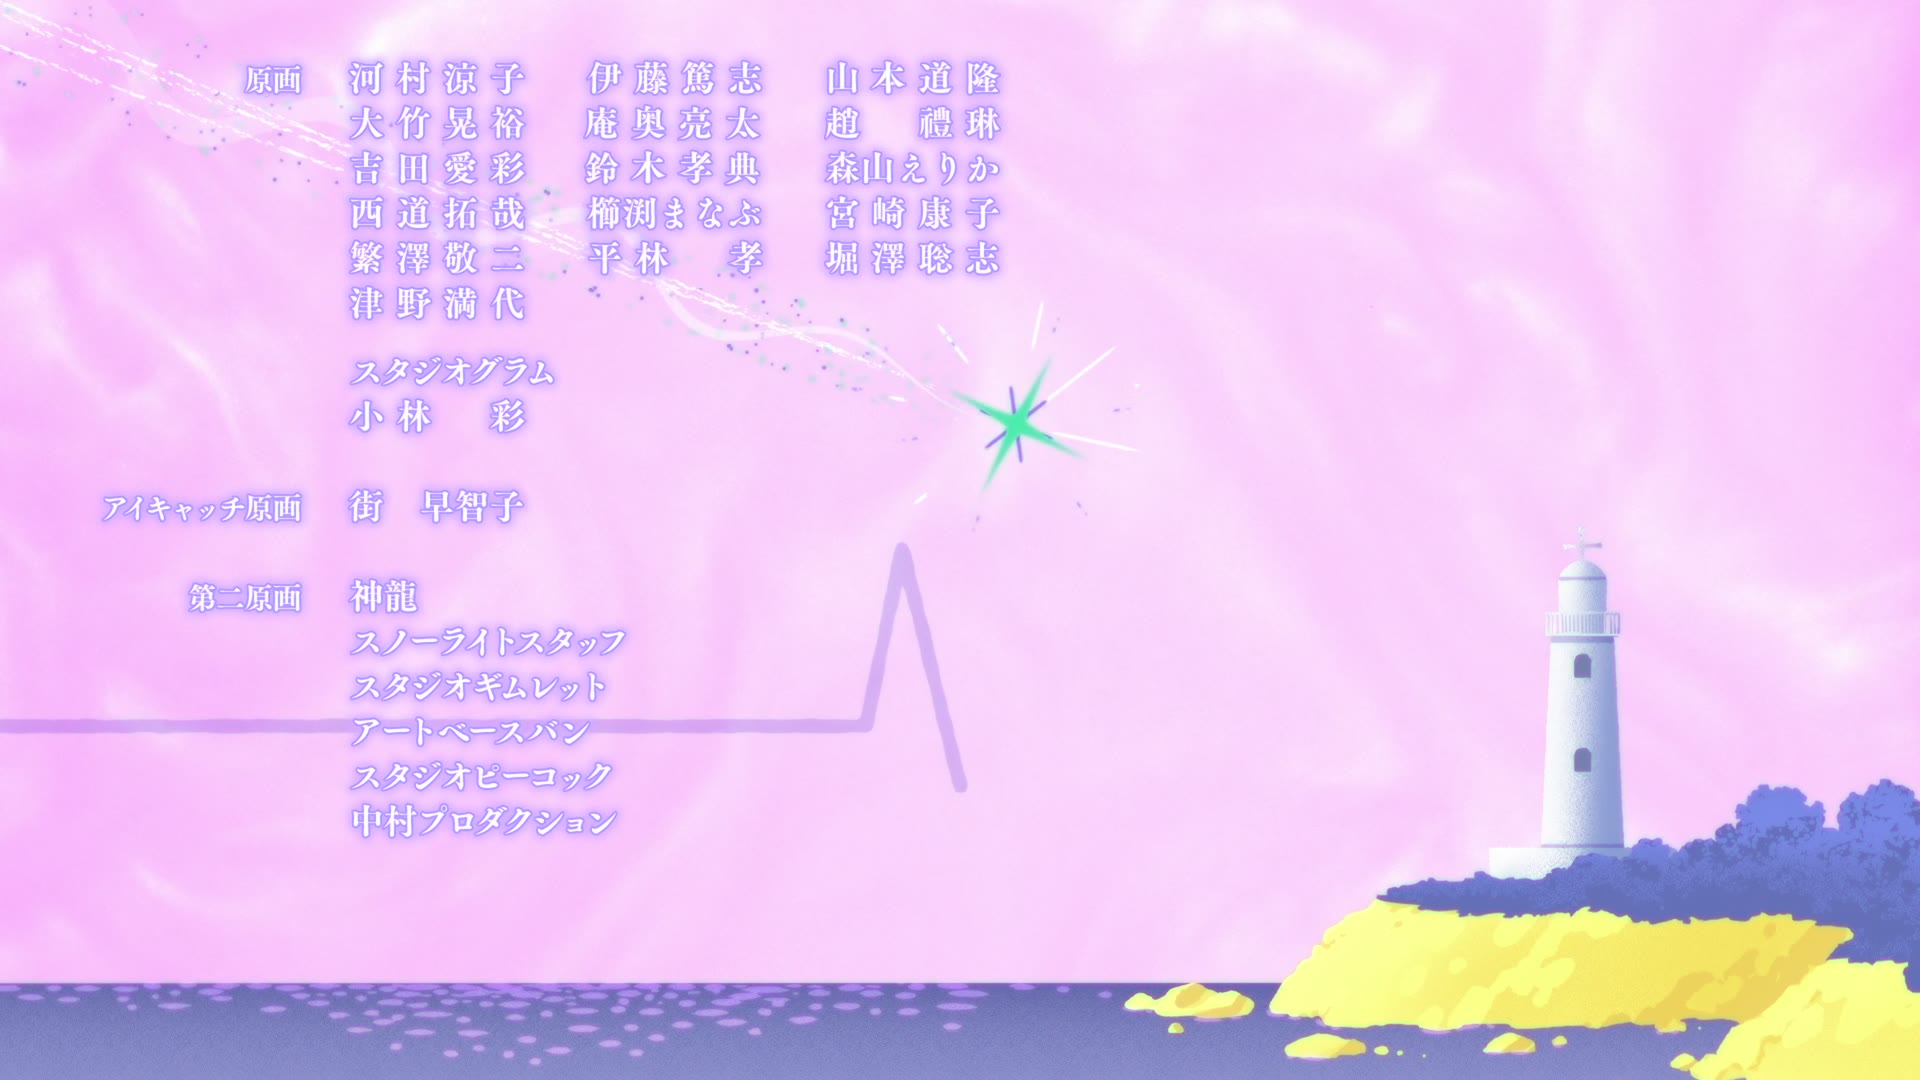 原画 河村涼子 伊藤篤志 山本道隆
大竹晃裕 庵奥亮太 趙 禮琳
吉田愛彩 鈴木孝典 森山えりか
西道拓哉 櫛渕まなぶ 宮崎康子
繁澤敬二 平林 孝 堀澤聡志
津野満代
スタジオグラム
小林 彩
アイキャッチ原画 街 早智子
第二原画 神龍
スノーライトスタッフ
スタジオギムレット
アートベースバン
スタジオピーコック
中村プロダクション